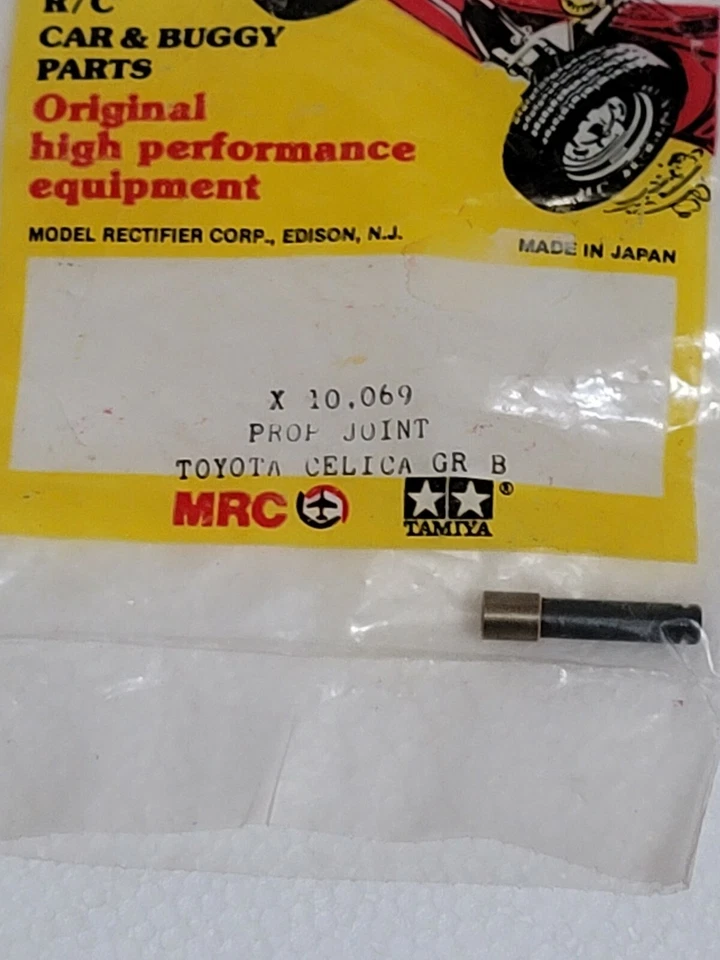 R/C
CAR & BUGGY
PARTS
Original
high performance
equipment
MODEL RECTIFIER CORP., EDISON, N.J.
MADE IN JAPAN
X 10.069
PROP JOINT
TOYOTA CELICA GR B
MRC
TAMIYA®